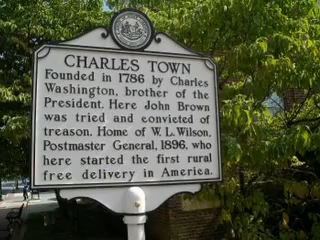 CHARLES TOWN
Founded in 1786 by Charles
Washington, brother of the
President. Here John Brown
was tried and convicted of
treason. Home of W. L. Wilson,
Postmaster General, 1896, who
here started the first rural
free delivery in America.